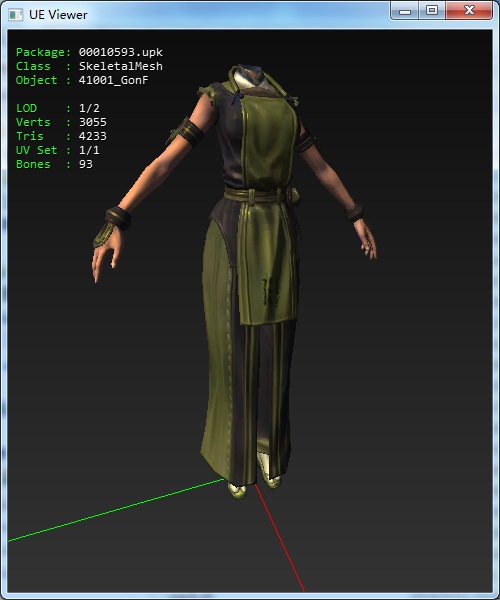 UE Viewer
Package: 00010593.upk
Class : SkeletalMesh
Object : 41001_GonF
LOD : 1/2
Verts : 3055
Tris : 4233
UV Set : 1/1
Bones : 93